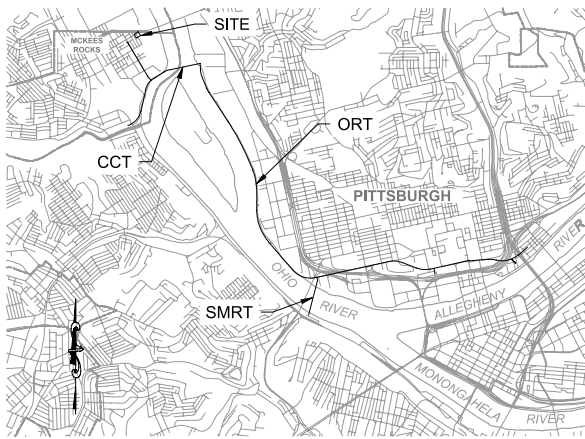 SITE
MCKEES
ROCKS
ORT
CCT
PITTSBURGH
OHIO
RIVER
SMRT
ALLEGHENY
RIVER
MONONGAHELA
RIVER